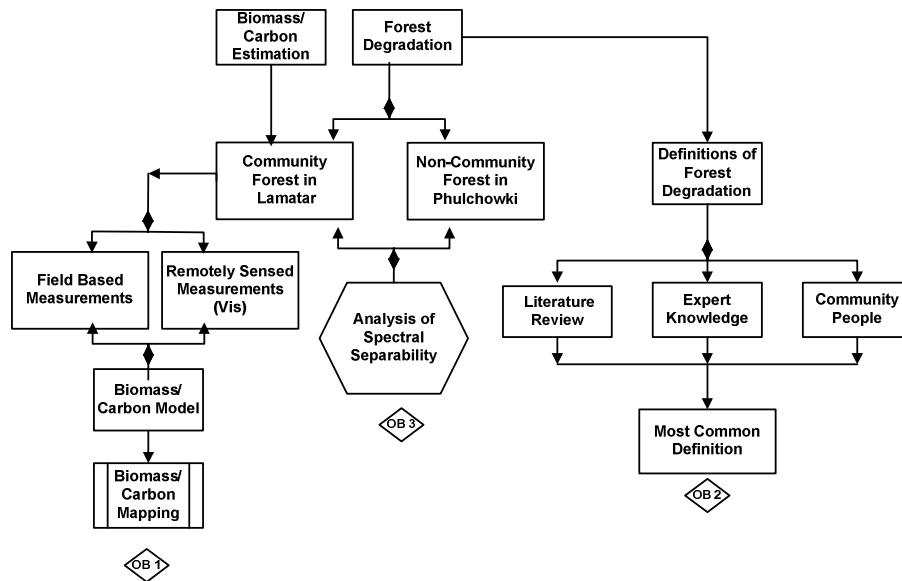 Biomass/
Carbon
Estimation
Forest
Degradation
Community
Forest in
Lamatar
Non-Community
Forest in
Phulchowki
Definitions of
Forest
Degradation
Field Based
Measurements
Remotely Sensed
Measurements
(Vis)
Analysis of
Spectral
Separability
Literature
Review
Expert
Knowledge
Community
People
Biomass/
Carbon Model
OB 3
Most Common
Definition
Biomass/
Carbon
Mapping
OB 2
OB 1